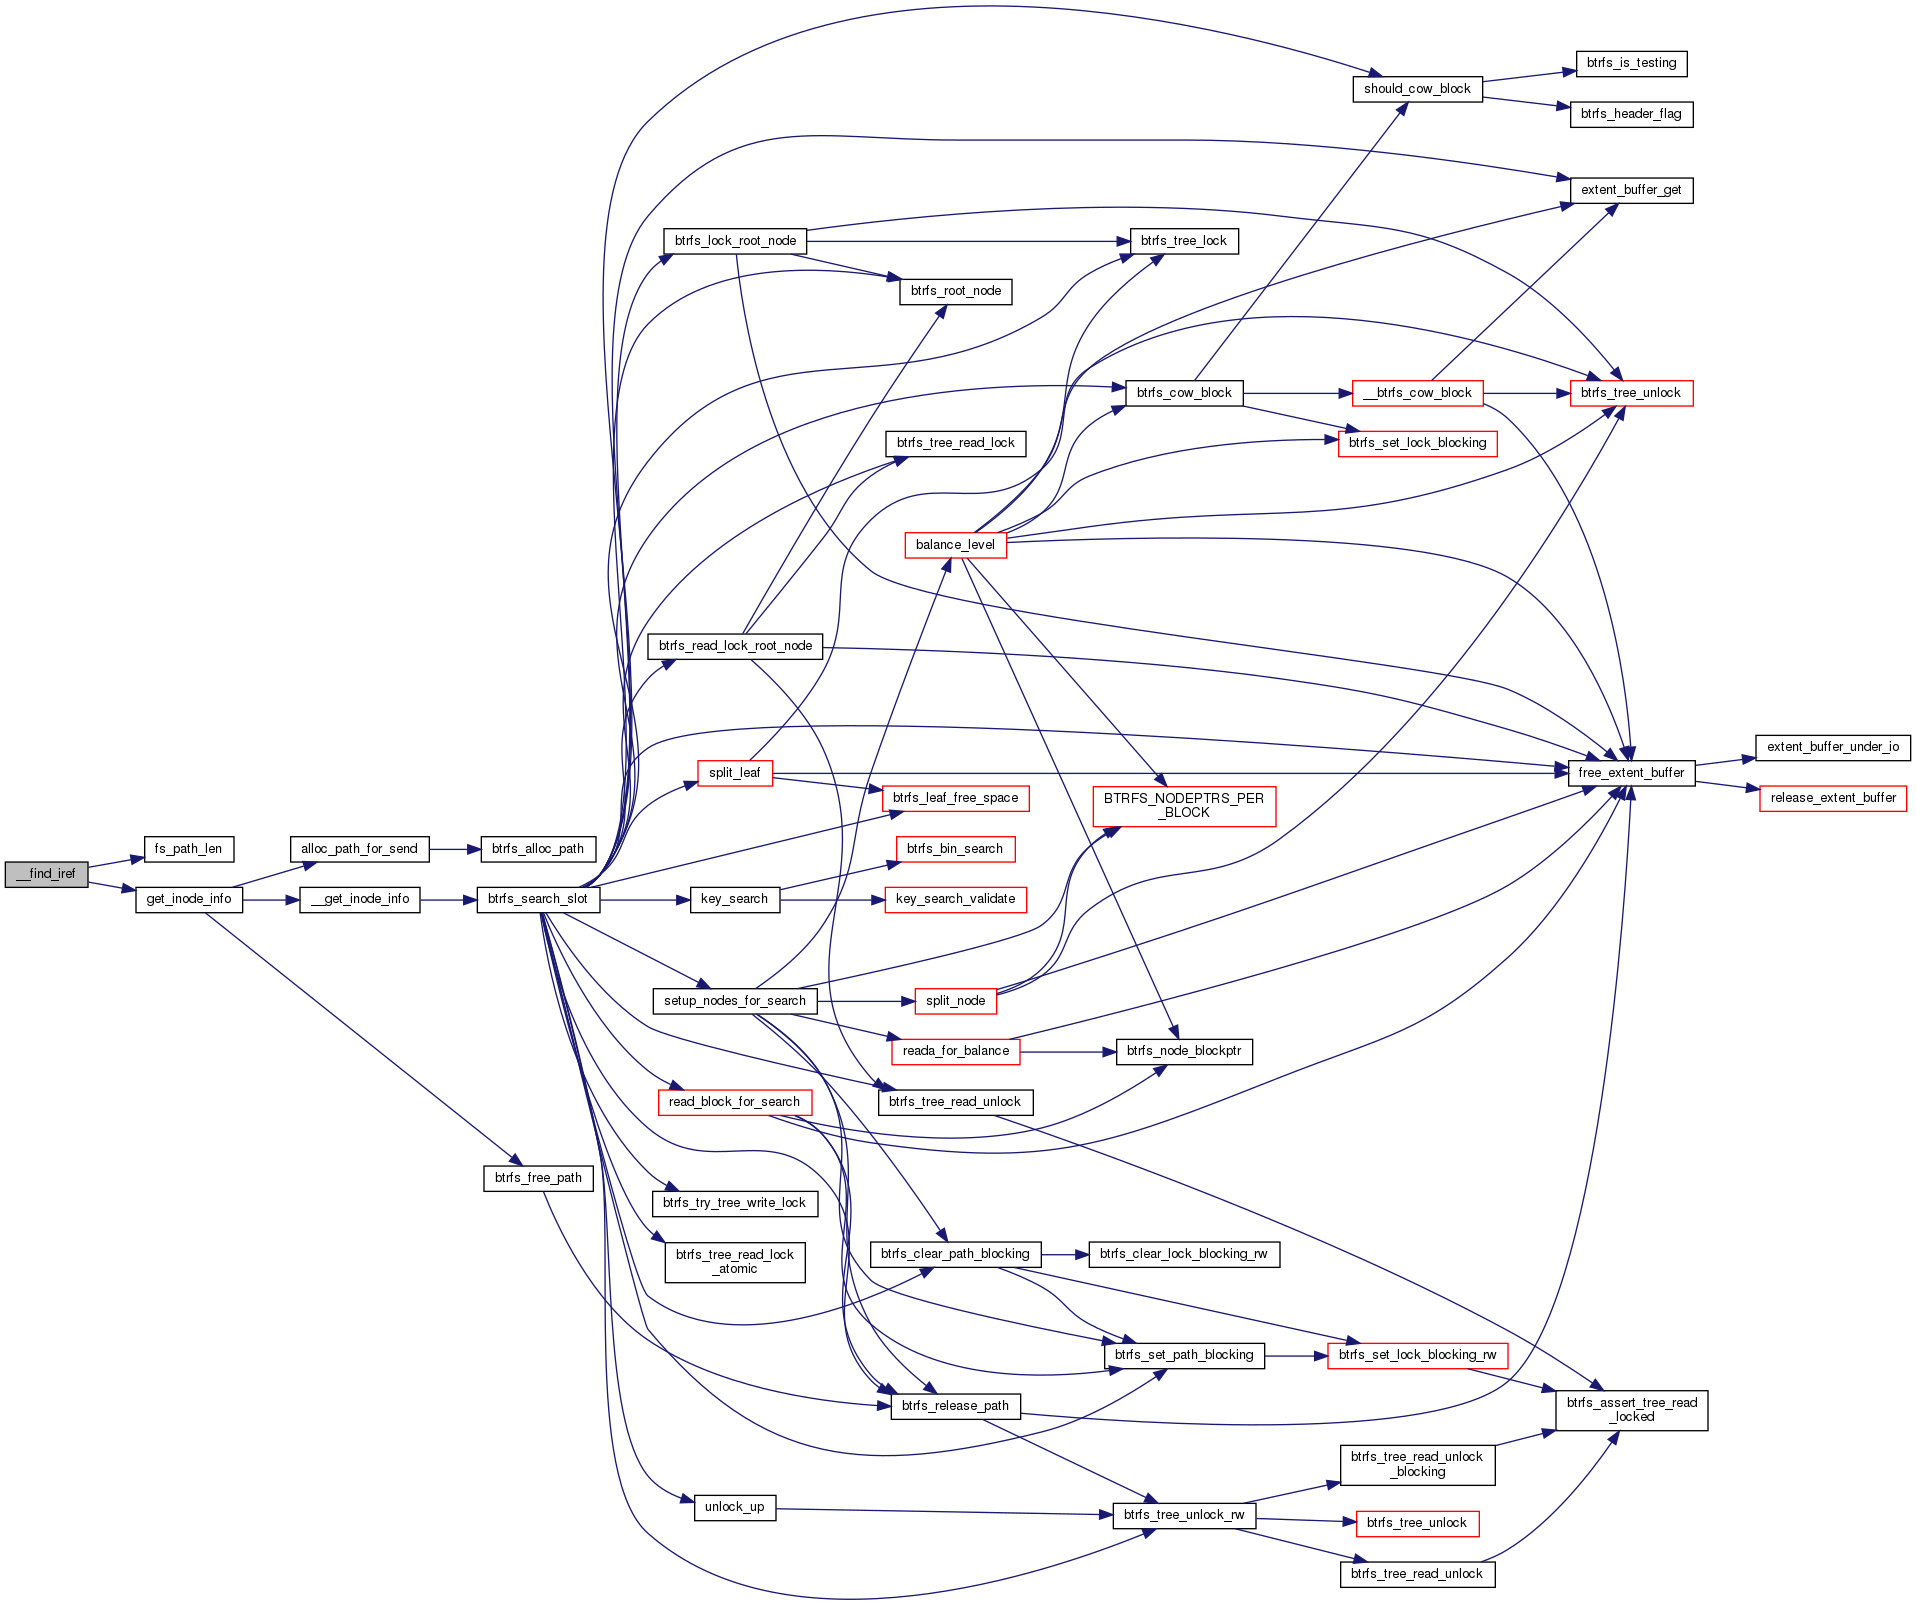 __find_iref
fs_path_len
get_inode_info
alloc_path_for_send
__get_inode_info
btrfs_alloc_path
btrfs_search_slot
btrfs_free_path
btrfs_lock_root_node
btrfs_read_lock_root_node
split_leaf
key_search
setup_nodes_for_search
read_block_for_search
btrfs_try_tree_write_lock
btrfs_tree_read_lock
_atomic
unlock_up
btrfs_root_node
btrfs_tree_read_lock
balance_level
btrfs_leaf_free_space
btrfs_bin_search
key_search_validate
split_node
reada_for_balance
btrfs_tree_read_unlock
btrfs_clear_path_blocking
btrfs_release_path
btrfs_tree_lock
btrfs_cow_block
BTRFS_NODEPTRS_PER
_BLOCK
btrfs_node_blockptr
btrfs_clear_lock_blocking_rw
btrfs_set_path_blocking
btrfs_tree_unlock_rw
should_cow_block
__btrfs_cow_block
btrfs_set_lock_blocking
btrfs_set_lock_blocking_rw
btrfs_tree_read_unlock
_blocking
btrfs_tree_unlock
btrfs_tree_read_unlock
btrfs_is_testing
btrfs_header_flag
extent_buffer_get
btrfs_tree_unlock
free_extent_buffer
btrfs_assert_tree_read
_locked
extent_buffer_under_io
release_extent_buffer